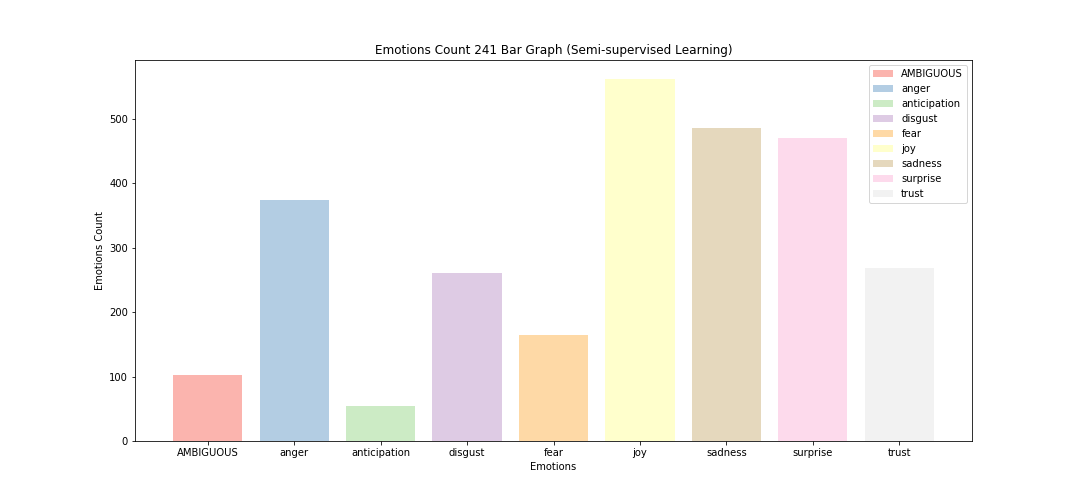 Emotions Count 241 Bar Graph (Semi-supervised Learning)
AMBIGUOUS
anger
anticipation
disgust
fear
joy
sadness
surprise
trust
Emotions Count
500
400
300
200
100
0
AMBIGUOUS anger anticipation disgust fear joy sadness surprise trust
Emotions